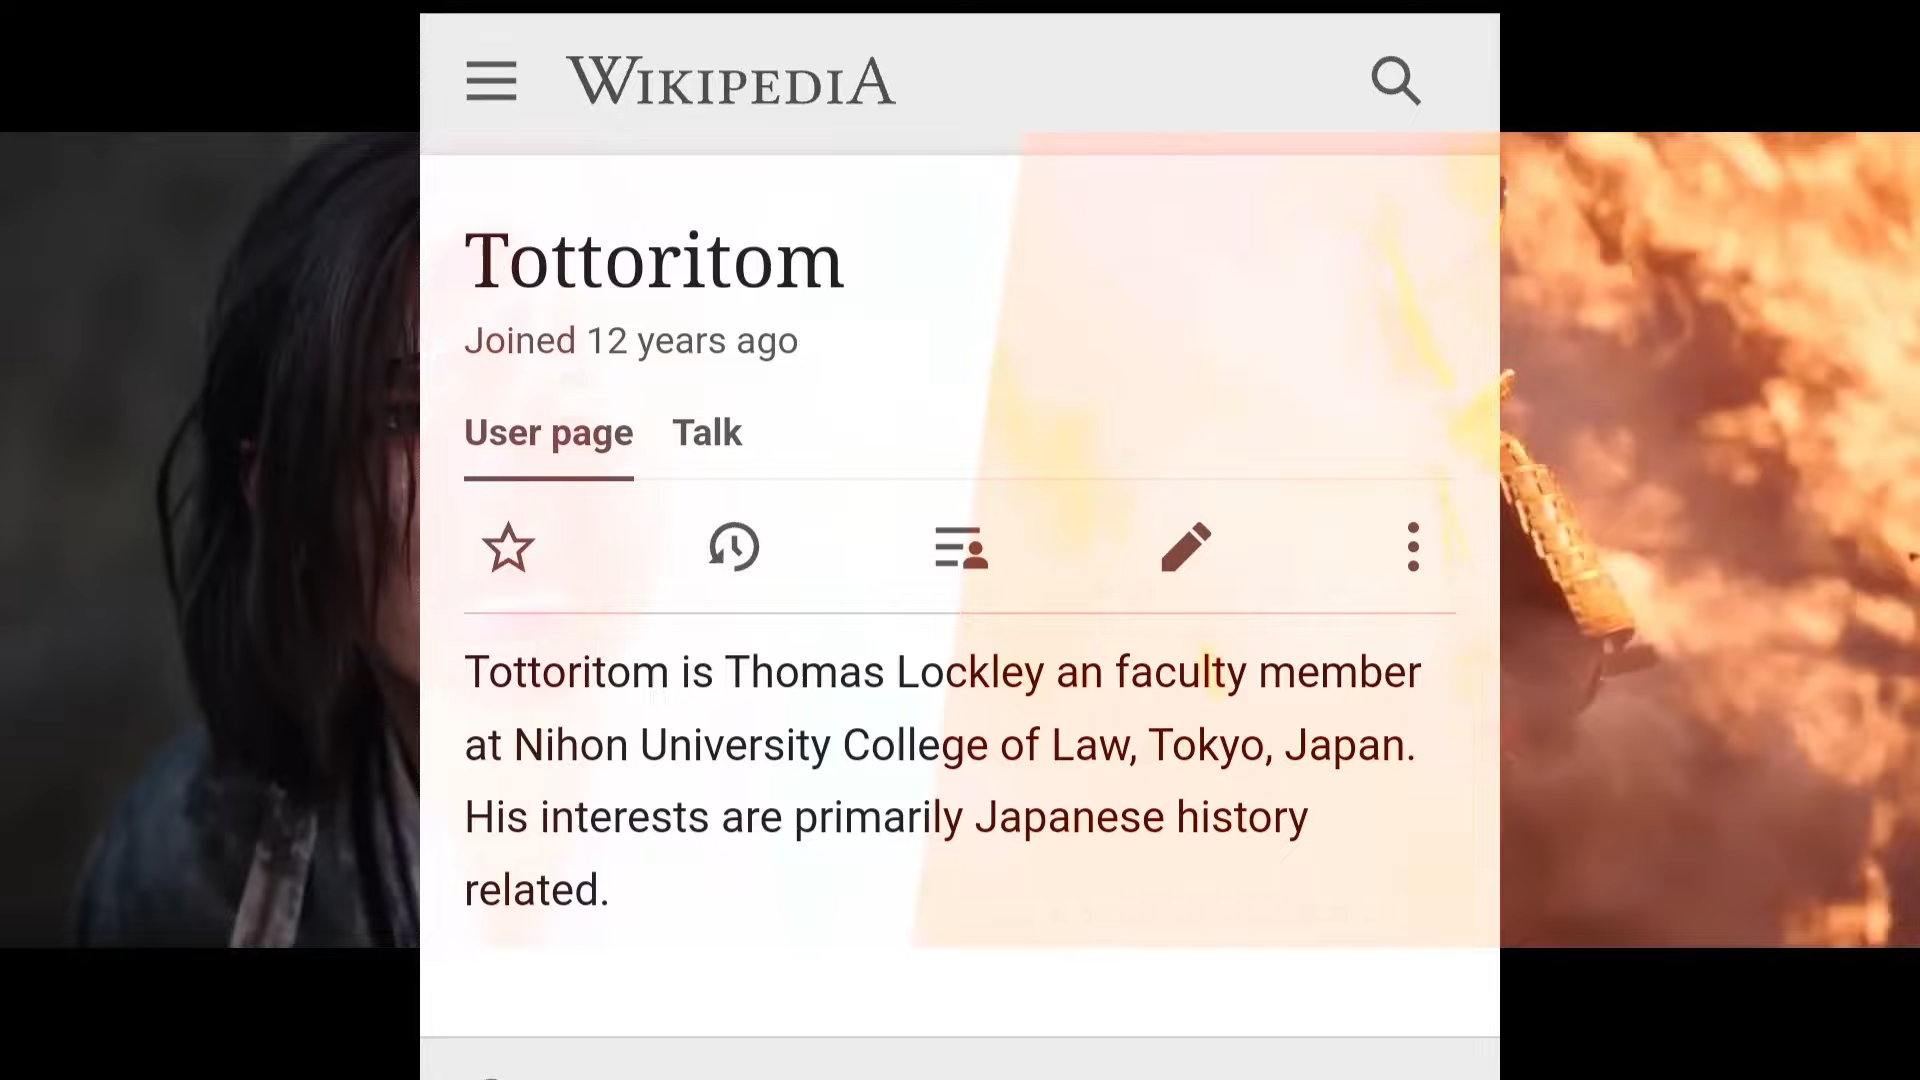 WIKIPEDIA
Tottoritom
Joined 12 years ago
User page Talk
Tottoritom is Thomas Lockley an faculty member
at Nihon University College of Law, Tokyo, Japan.
His interests are primarily Japanese history
related.